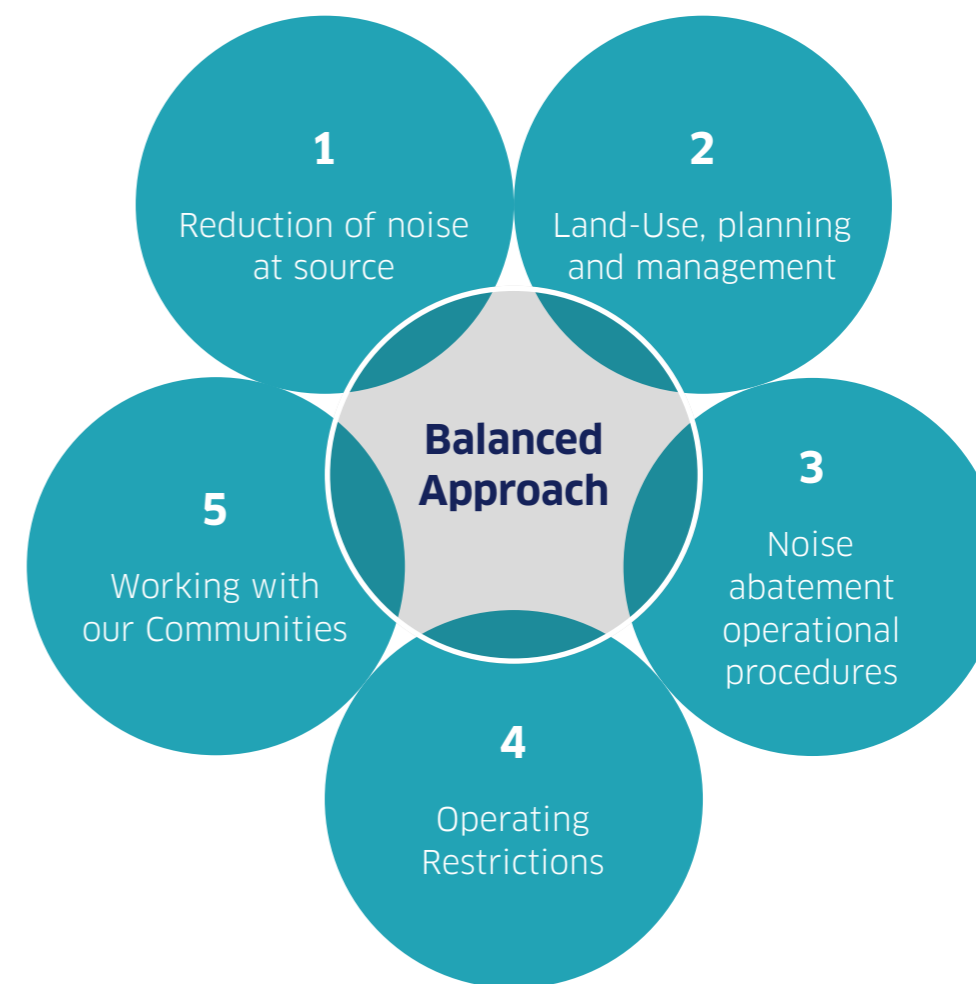 1
Reduction of noise
at source
2
Land-Use, planning
and management
Balanced
Approach
3
Noise
abatement
operational
procedures
4
Operating
Restrictions
5
Working with
our Communities